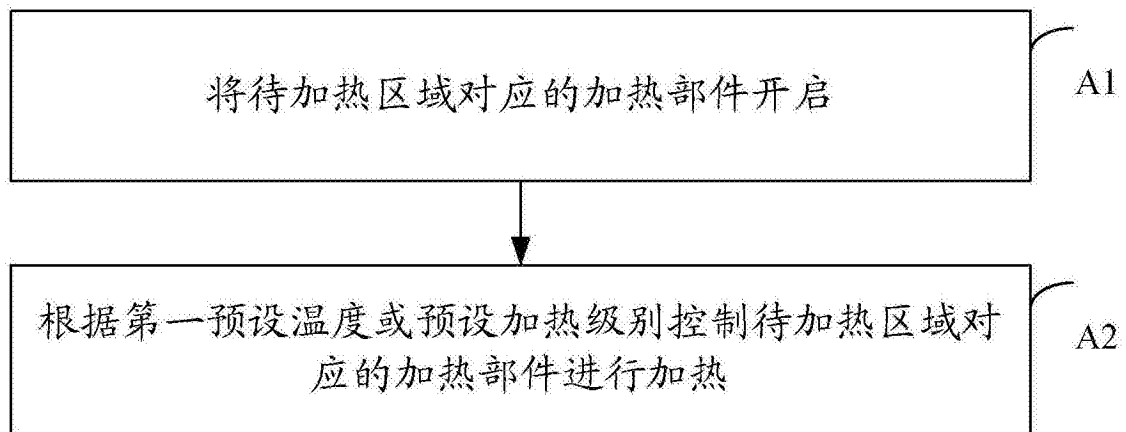 将待加热区域对应的加热部件开启
A1
根据第一预设温度或预设加热级别控制待加热区域对
应的加热部件进行加热
A2